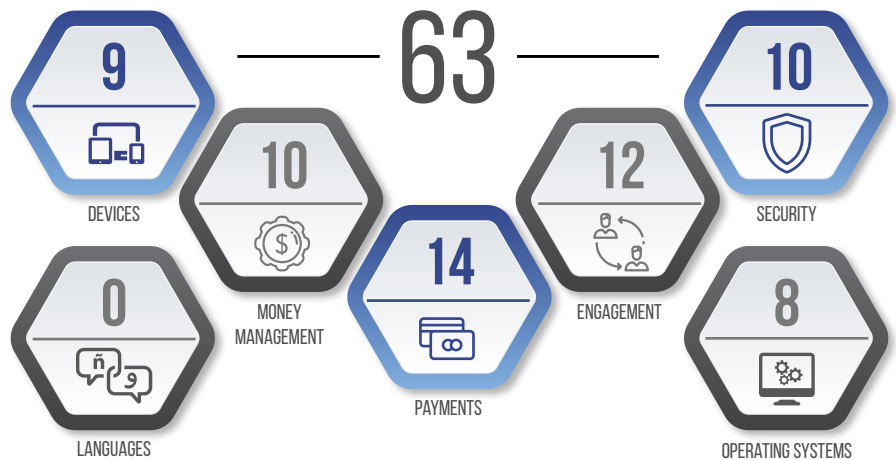 63
9
DEVICES
10
MONEY
MANAGEMENT
14
PAYMENTS
12
ENGAGEMENT
10
SECURITY
0
ñ
و
LANGUAGES
8
OPERATING SYSTEMS
$